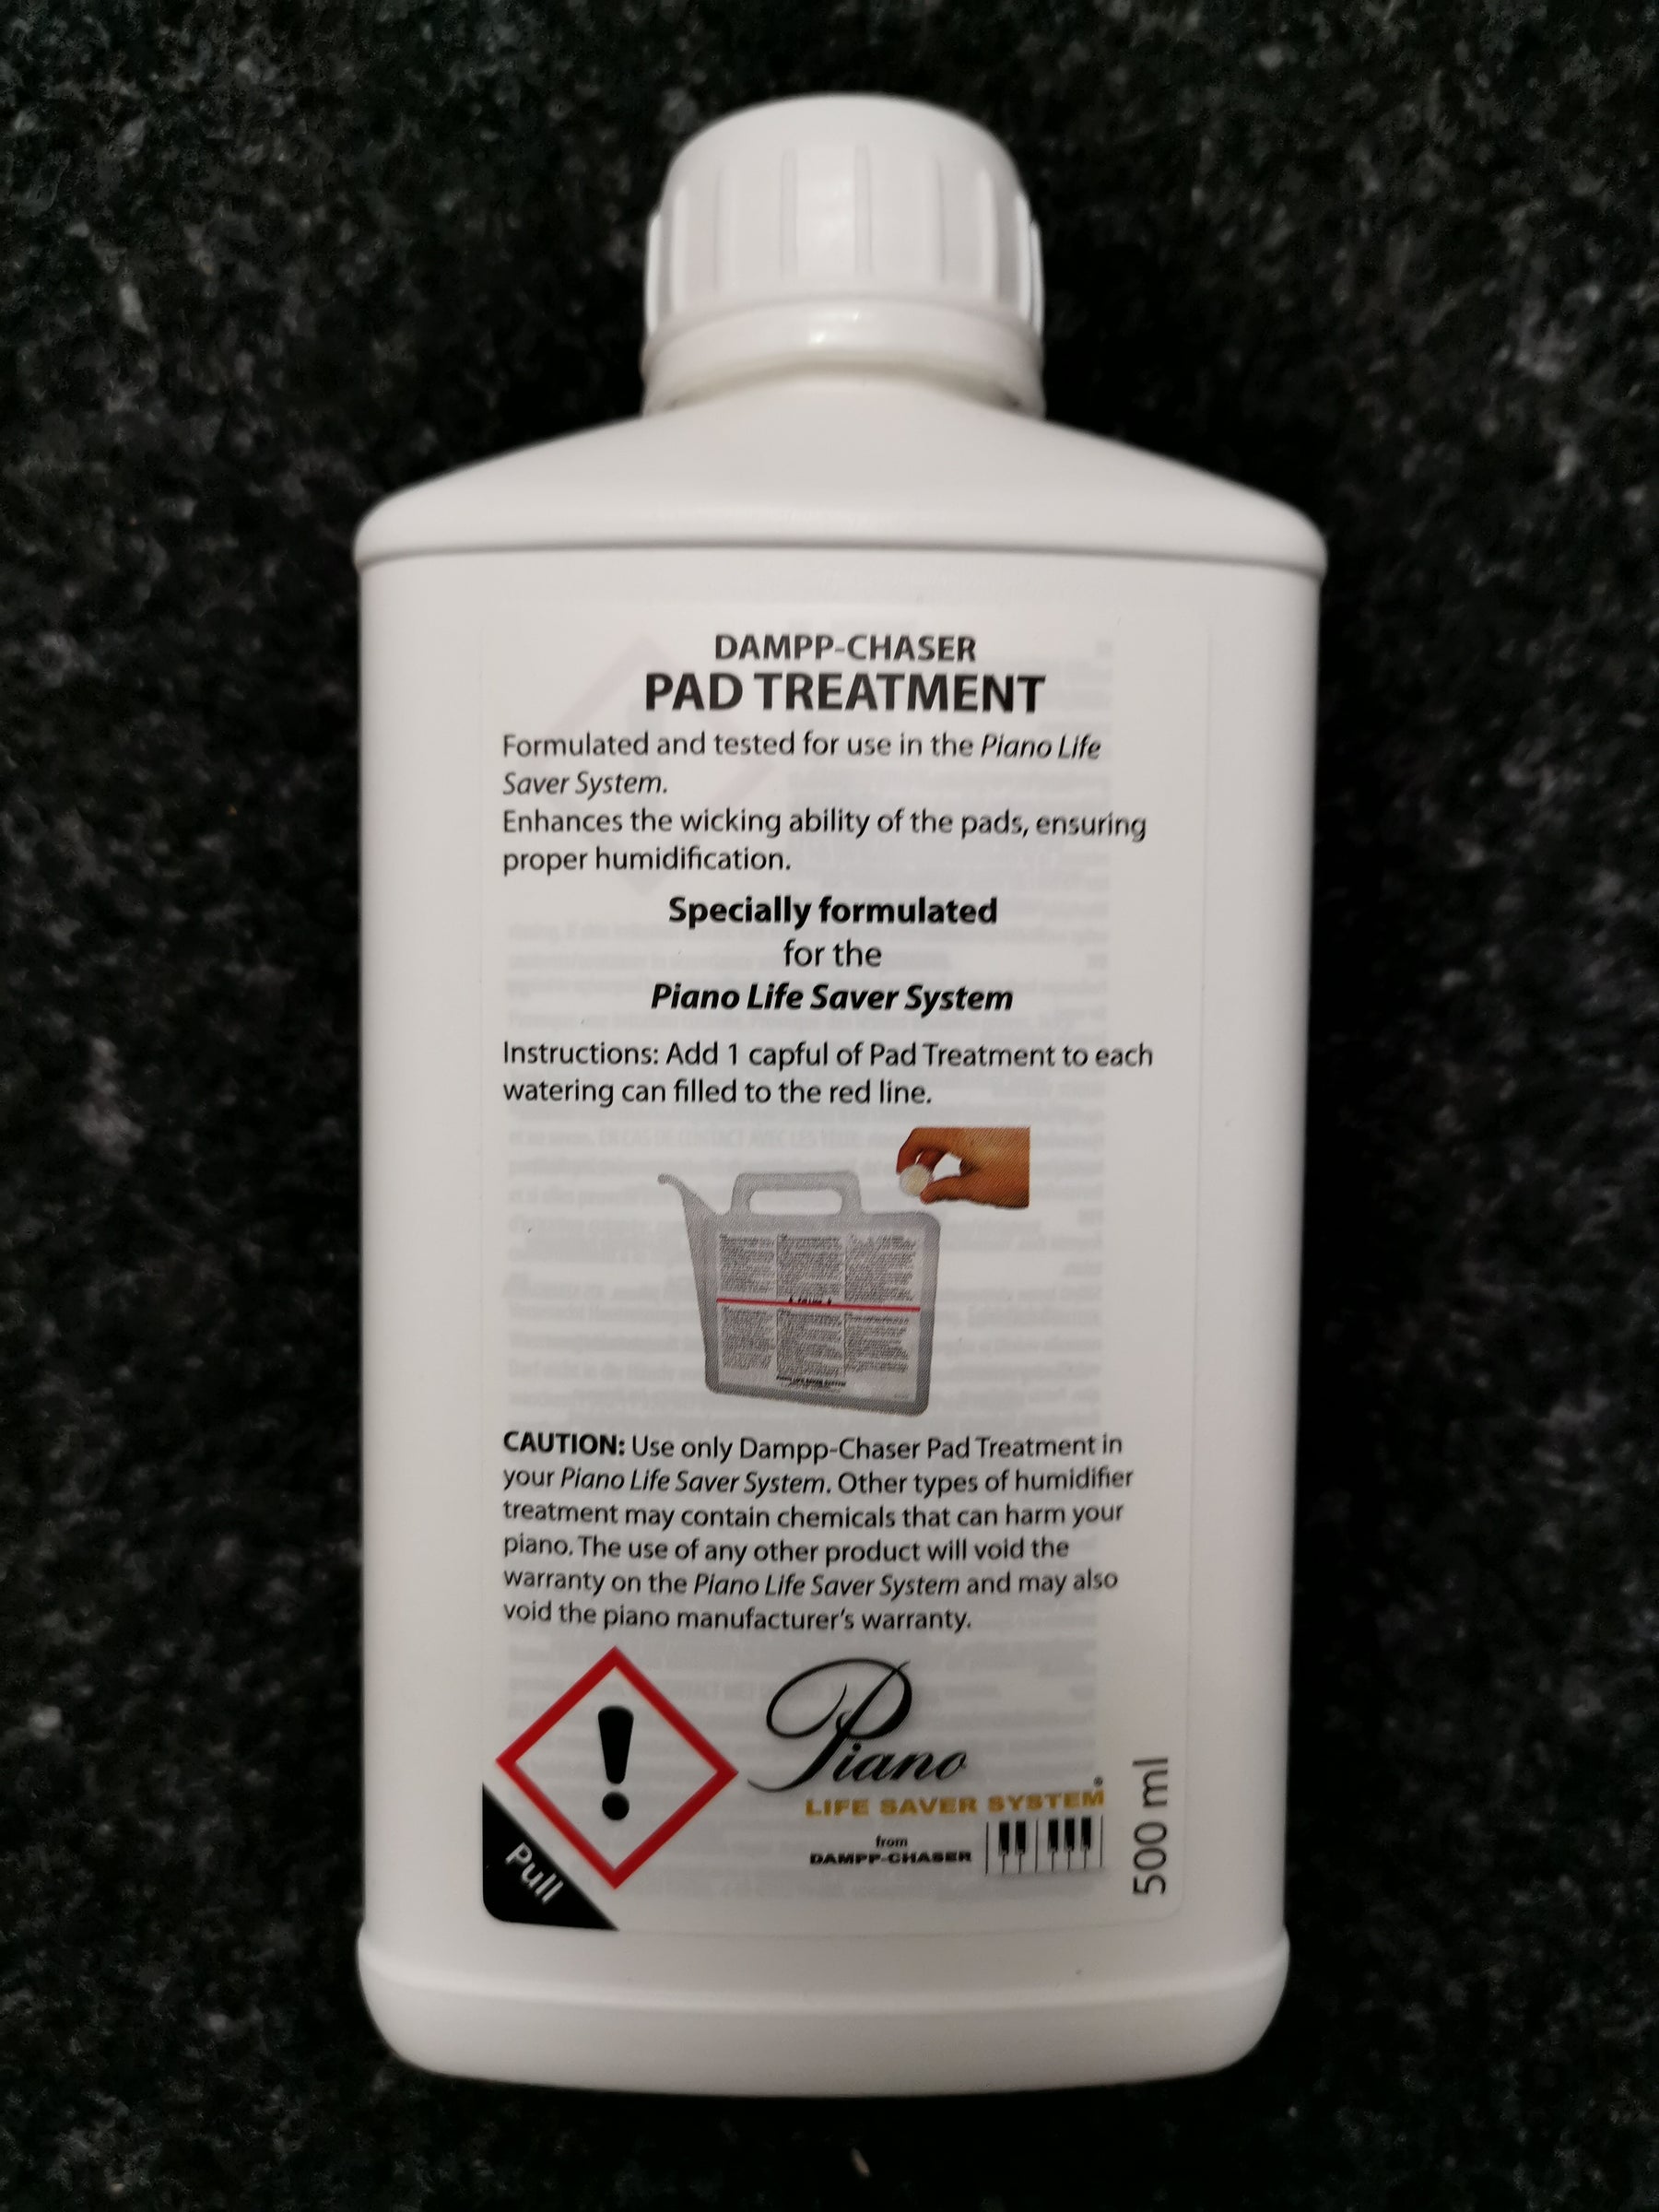 DAMPP-CHASER
PAD TREATMENT
Formulated and tested for use in the Piano Life
Saver System.
Enhances the wicking ability of the pads, ensuring
proper humidification.
Specially formulated
for the
Piano Life Saver System
Instructions: Add 1 capful of Pad Treatment to each
watering can filled to the red line.
CAUTION: Use only Dampp-Chaser Pad Treatment in
your Piano Life Saver System. Other types of humidifier
treatment may contain chemicals that can harm your
piano. The use of any other product will void the
warranty on the Piano Life Saver System and may also
void the piano manufacturer's warranty.
Piano
LIFE SAVER SYSTEM®
from
DAMPP-CHASER
500 ml
Pull